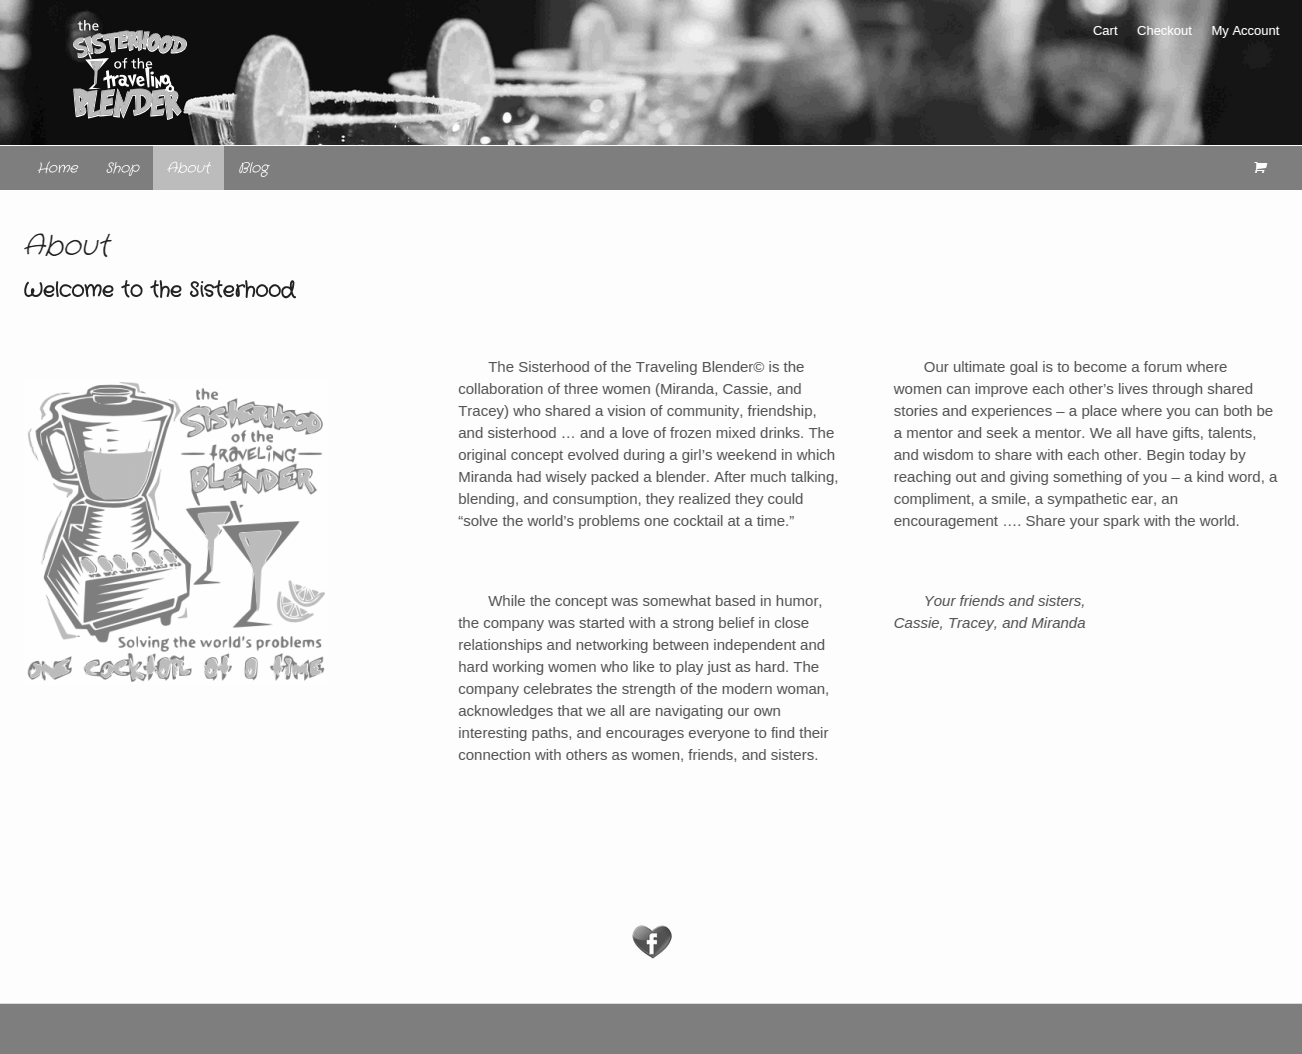 the
SISTERHOOD
of the
traveling
BLENDER
Cart Checkout My Account
Home Shop About Blog
About
Welcome to the Sisterhood
the
SISTERHOOD
of the
traveling
BLENDER
Solving the world's problems
one cocktail at a time
The Sisterhood of the Traveling Blender© is the
collaboration of three women (Miranda, Cassie, and
Tracey) who shared a vision of community, friendship,
and sisterhood … and a love of frozen mixed drinks. The
original concept evolved during a girl’s weekend in which
Miranda had wisely packed a blender. After much talking,
blending, and consumption, they realized they could
“solve the world’s problems one cocktail at a time.”
While the concept was somewhat based in humor,
the company was started with a strong belief in close
relationships and networking between independent and
hard working women who like to play just as hard. The
company celebrates the strength of the modern woman,
acknowledges that we all are navigating our own
interesting paths, and encourages everyone to find their
connection with others as women, friends, and sisters.
Our ultimate goal is to become a forum where
women can improve each other’s lives through shared
stories and experiences – a place where you can both be
a mentor and seek a mentor. We all have gifts, talents,
and wisdom to share with each other. Begin today by
reaching out and giving something of you – a kind word, a
compliment, a smile, a sympathetic ear, an
encouragement …. Share your spark with the world.
Your friends and sisters,
Cassie, Tracey, and Miranda
f